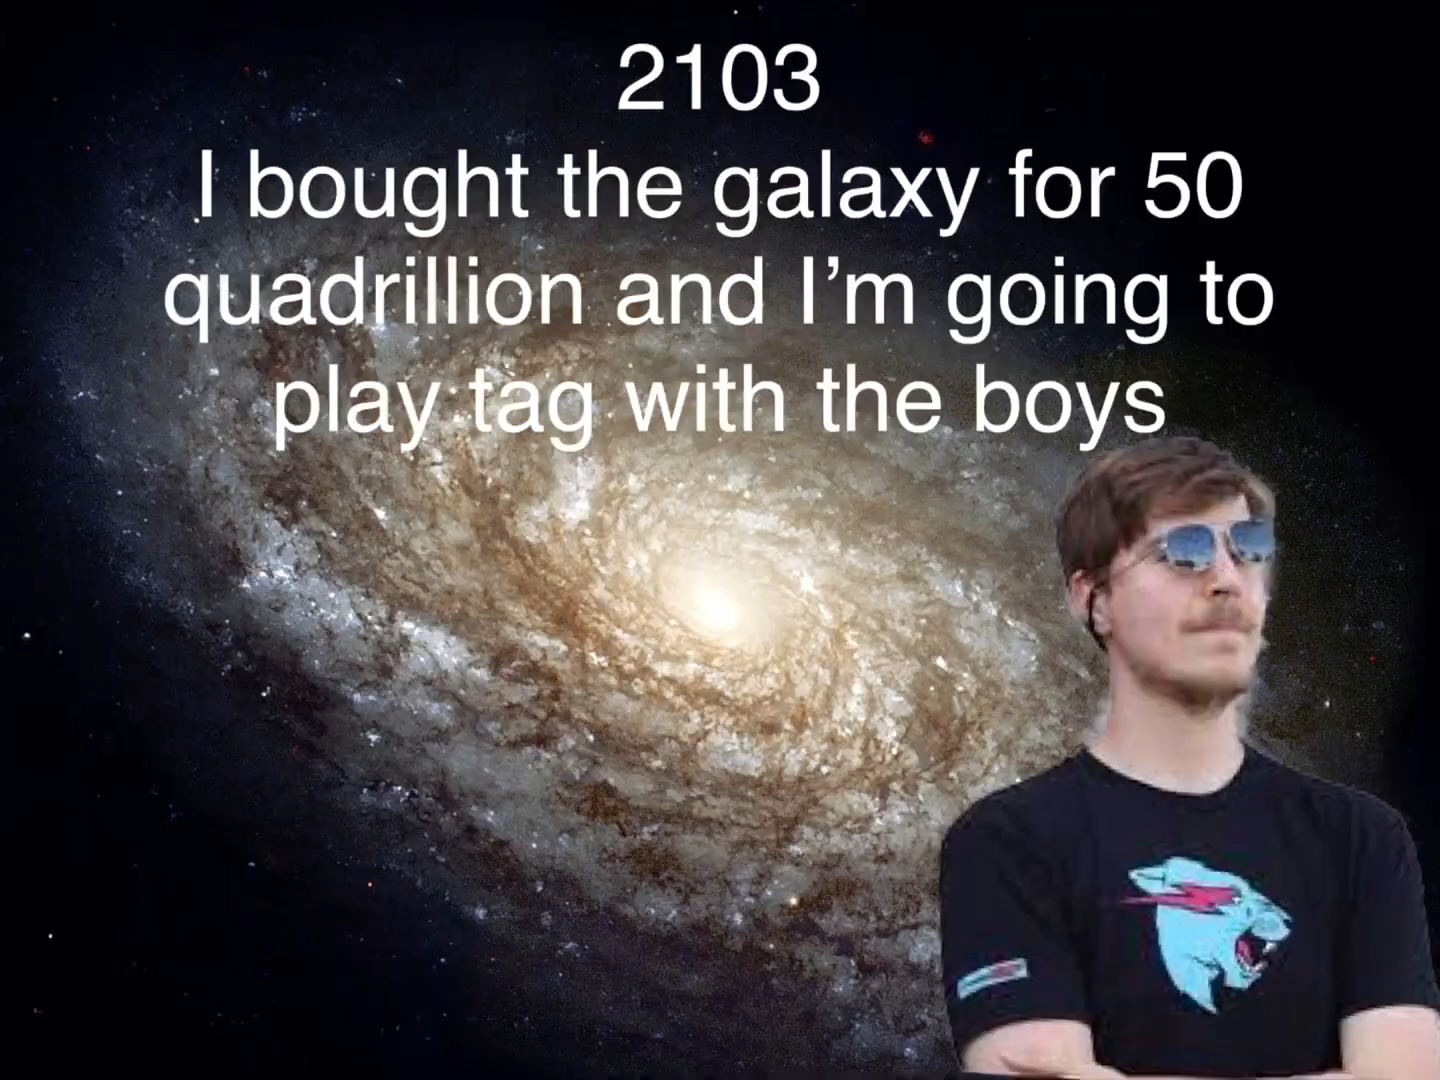 2103
I bought the galaxy for 50
quadrillion and I’m going to
play tag with the boys